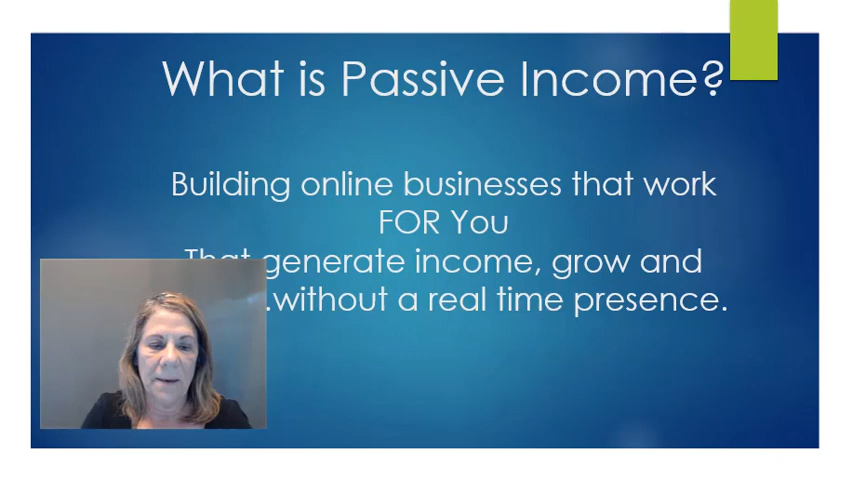 What is Passive Income?
Building online businesses that work
FOR You
That generate income, grow and
.without a real time presence.